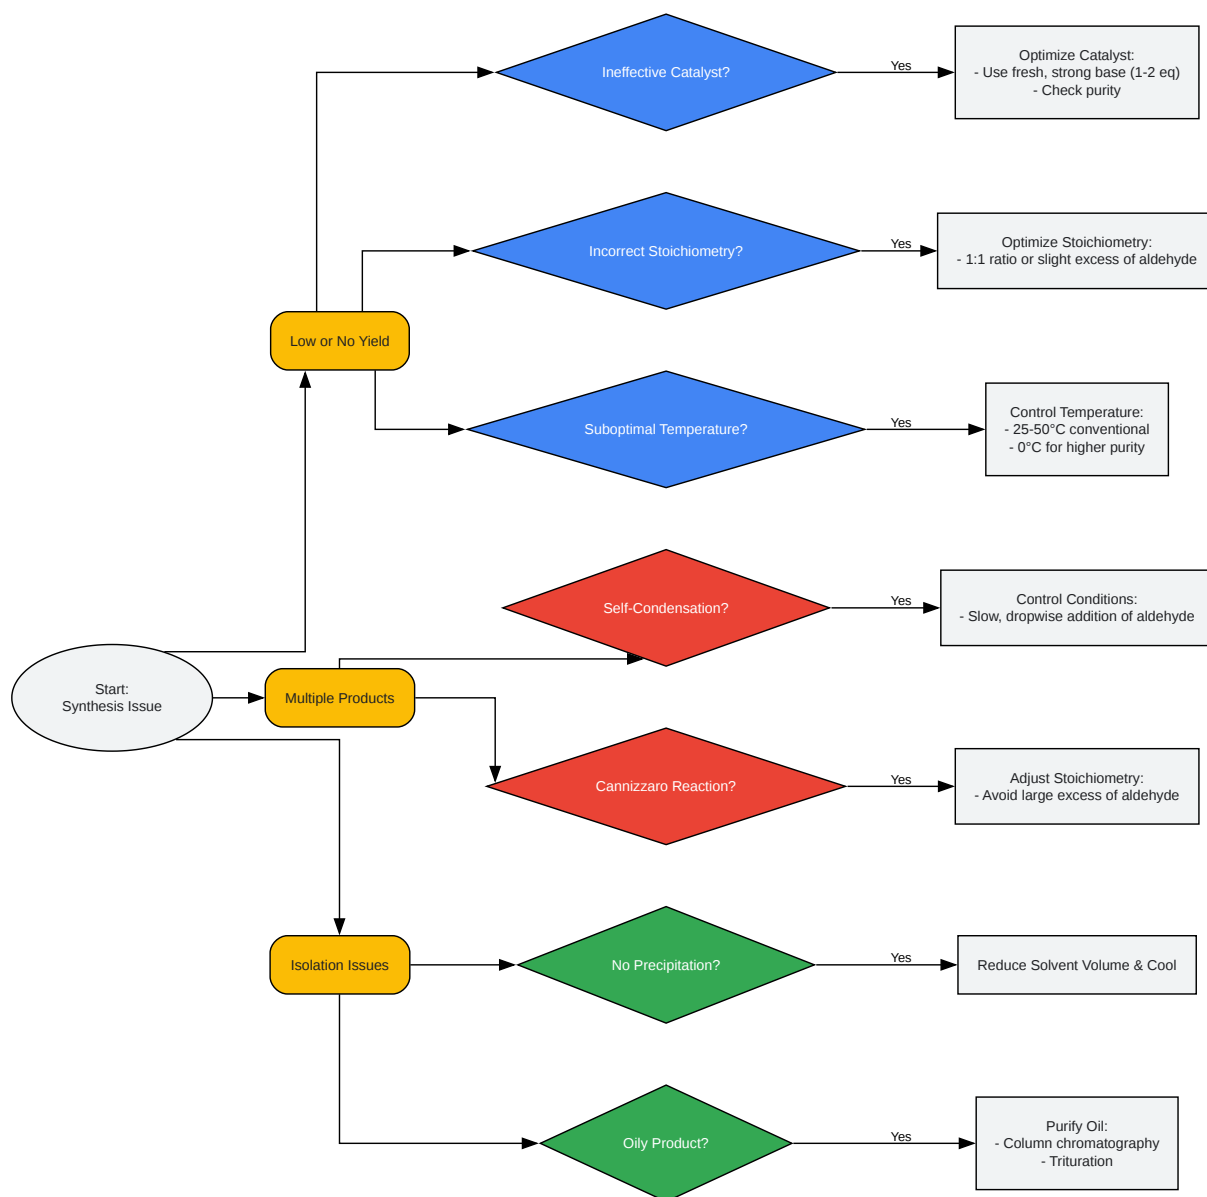 Ineffective Catalyst?
Yes
Optimize Catalyst:
- Use fresh, strong base (1-2 eq)
- Check purity
Incorrect Stoichiometry?
Yes
Optimize Stoichiometry:
- 1:1 ratio or slight excess of aldehyde
Low or No Yield
Suboptimal Temperature?
Yes
Control Temperature:
- 25-50°C conventional
- 0°C for higher purity
Self-Condensation?
Yes
Control Conditions:
- Slow, dropwise addition of aldehyde
Start:
Synthesis Issue
Multiple Products
Cannizzaro Reaction?
Yes
Adjust Stoichiometry:
- Avoid large excess of aldehyde
Isolation Issues
No Precipitation?
Yes
Reduce Solvent Volume & Cool
Oily Product?
Yes
Purify Oil:
- Column chromatography
- Trituration